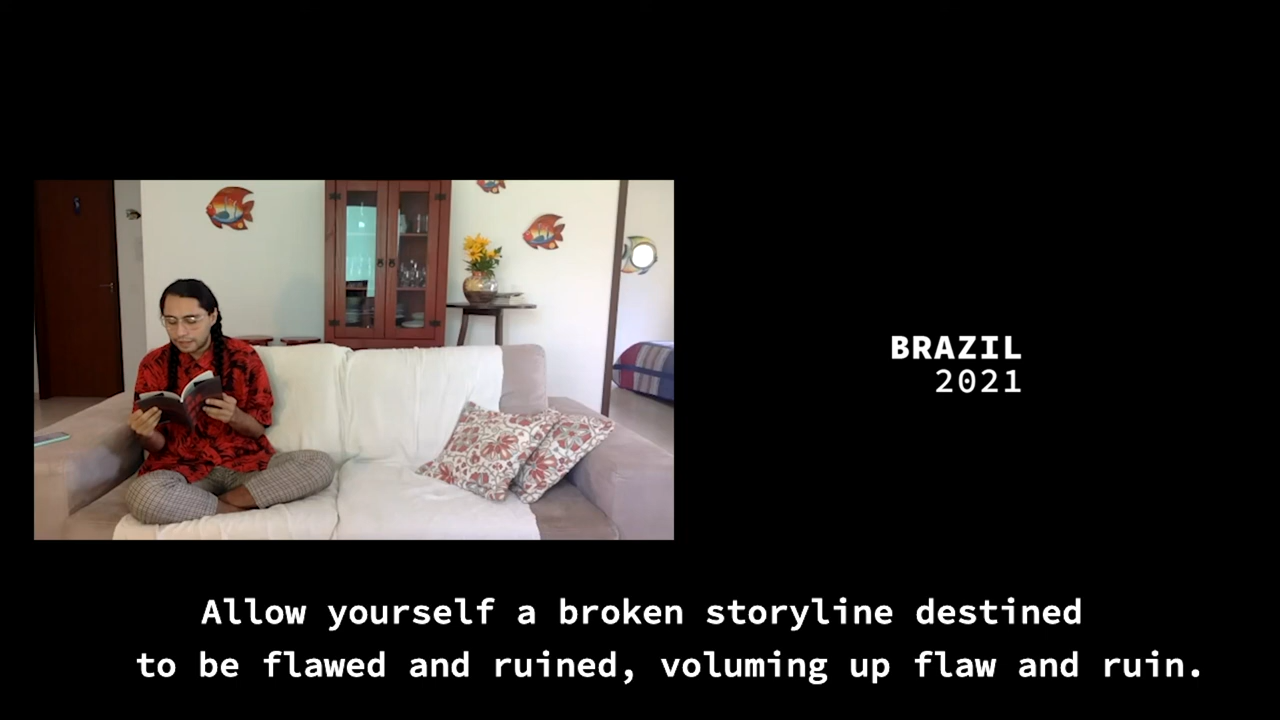 BRAZIL
2021
Allow yourself a broken storyline destined
to be flawed and ruined, voluming up flaw and ruin.